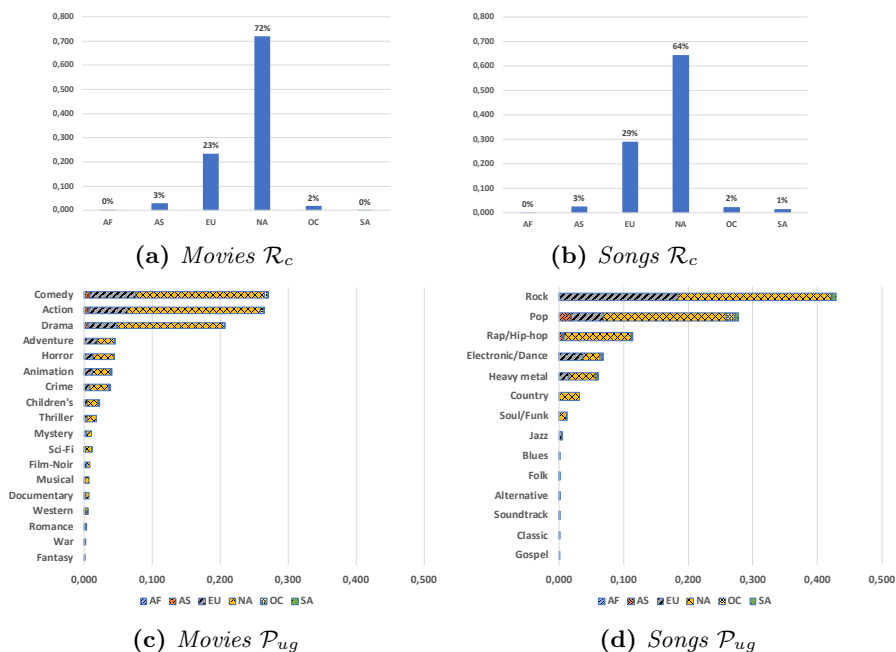 0,800
0,700
0,600
0,500
0,400
0,300
0,200
0,100
0,000
0%
3%
23%
72%
2%
0%
AF AS EU NA OC SA
(a) Movies R_c
0,800
0,700
0,600
0,500
0,400
0,300
0,200
0,100
0,000
0%
3%
29%
64%
2%
1%
AF AS EU NA OC SA
(b) Songs R_c
Comedy
Action
Drama
Adventure
Horror
Animation
Crime
Children's
Thriller
Mystery
Sci-Fi
Film-Noir
Musical
Documentary
Western
Romance
War
Fantasy
0,000 0,100 0,200 0,300 0,400 0,500
AF AS EU NA OC SA
(c) Movies P_ug
Rock
Pop
Rap/Hip-hop
Electronic/Dance
Heavy metal
Country
Soul/Funk
Jazz
Blues
Folk
Alternative
Soundtrack
Classic
Gospel
0,000 0,100 0,200 0,300 0,400 0,500
AF AS EU NA OC SA
(d) Songs P_ug